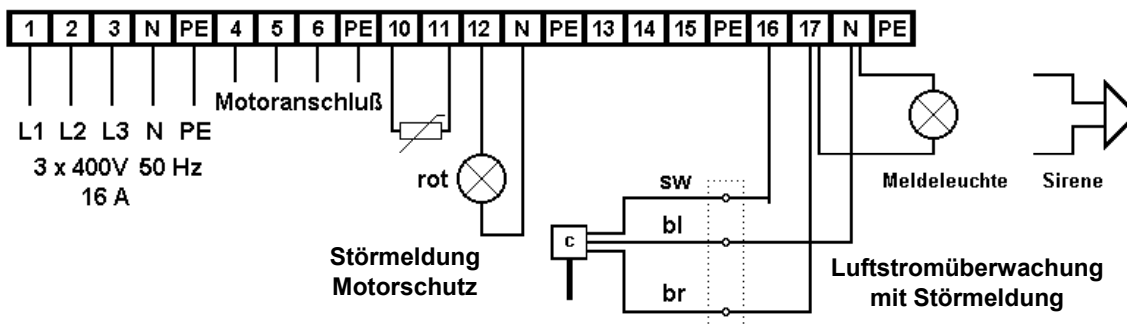 1 2 3 N PE 4 5 6 PE 10 11 12 N PE 13 14 15 PE 16 17 N PE
Motoranschluß
L1 L2 L3 N PE
3 x 400V 50 Hz
16 A
rot
Störmeldung
Motorschutz
sw
bl
br
C
Meldeleuchte
Sirene
Luftstromüberwachung
mit Störmeldung